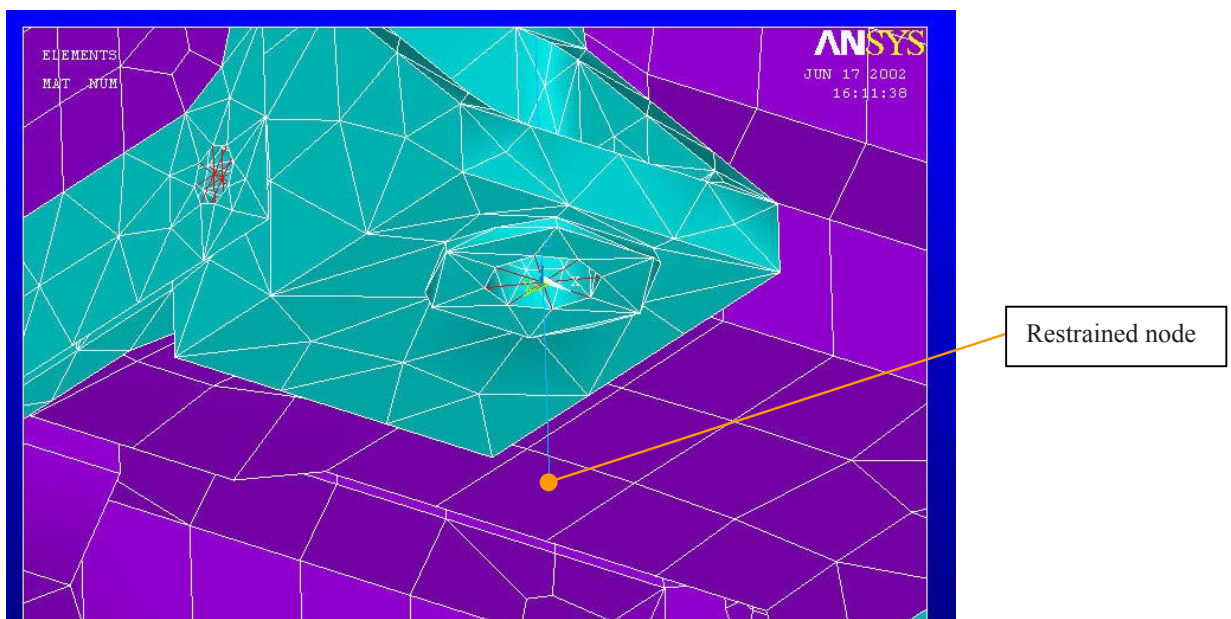 ELEMENTS
MAT NUM
ANSYS
JUN 17 2002
16:11:38
Restrained node